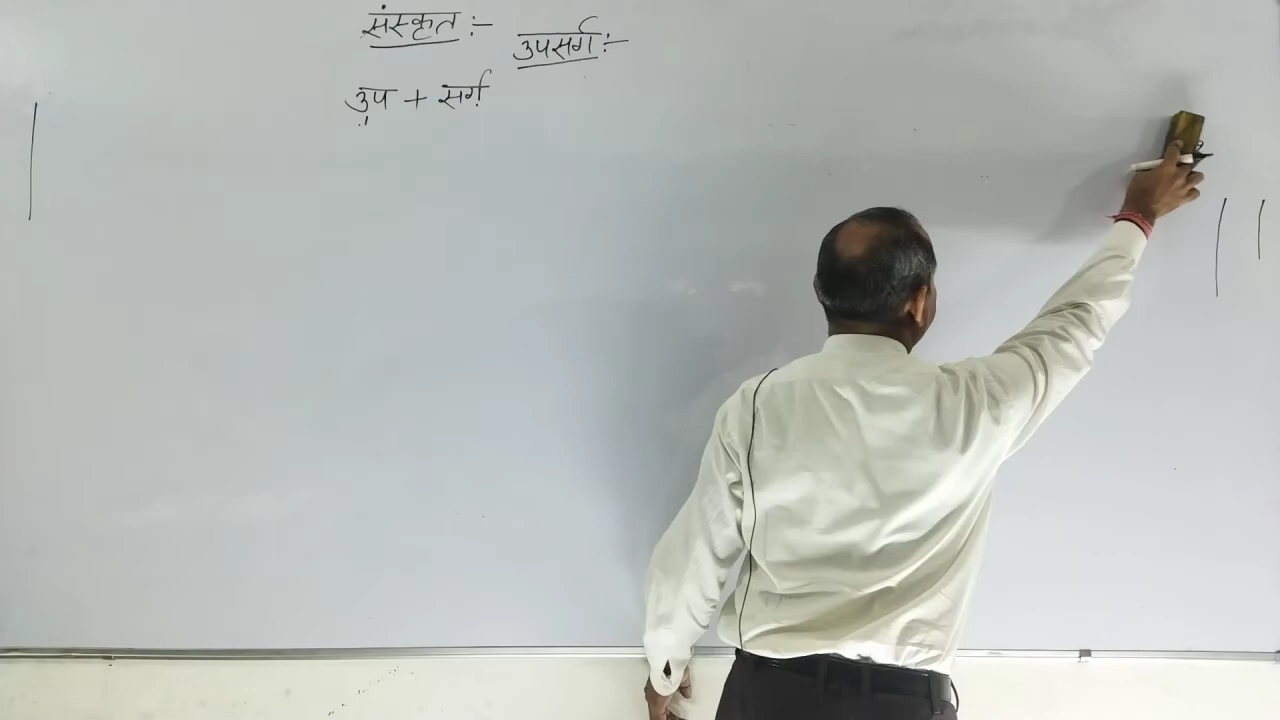 संस्कृत :-
उपसर्ग :-
उप + सर्ग